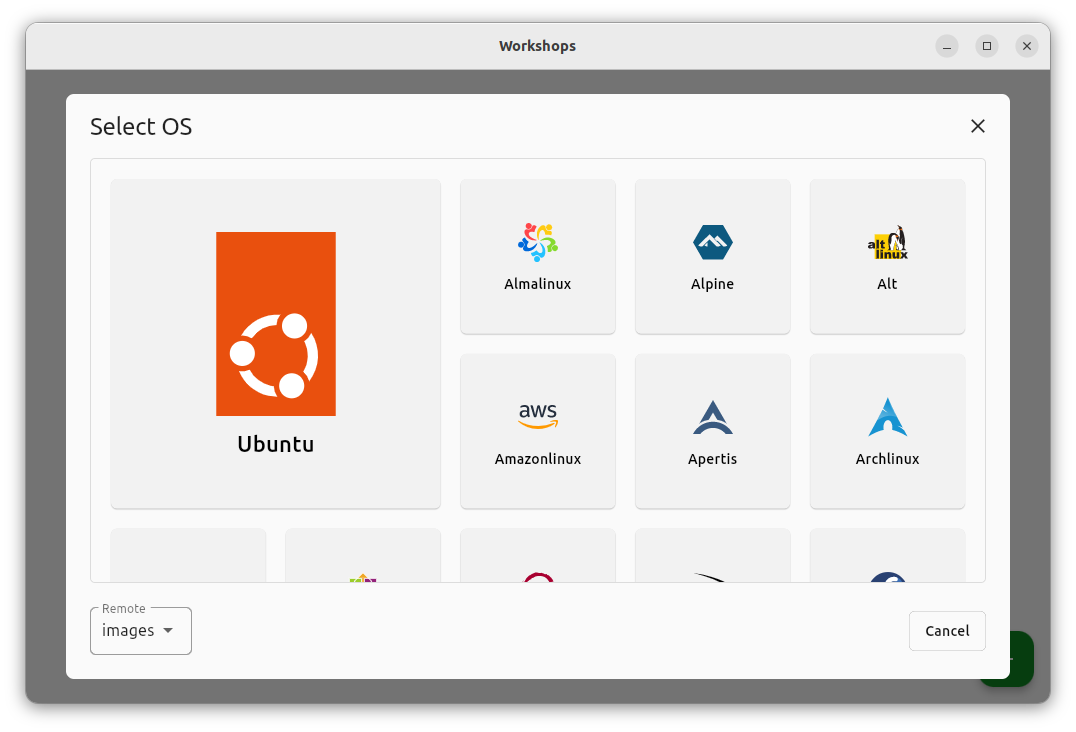 Workshops
Select OS
Ubuntu
Almalinux
Alpine
alt
linux
Alt
aws
Amazonlinux
Apertis
Archlinux
Remote
images
Cancel